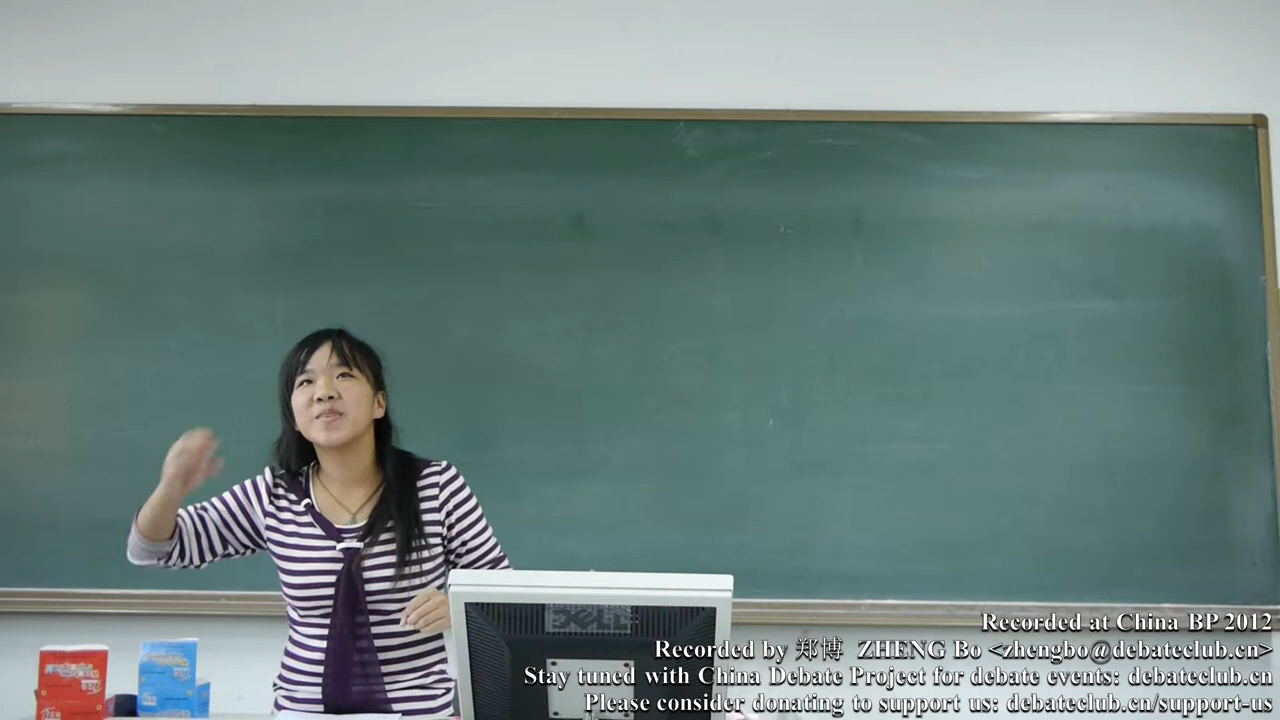 Recorded at China BP 2012
Recorded by 郑博 ZHENG Bo <zhengbo@debateclub.cn>
Stay tuned with China Debate Project for debate events: debateclub.cn
Please consider donating to support us: debateclub.cn/support-us